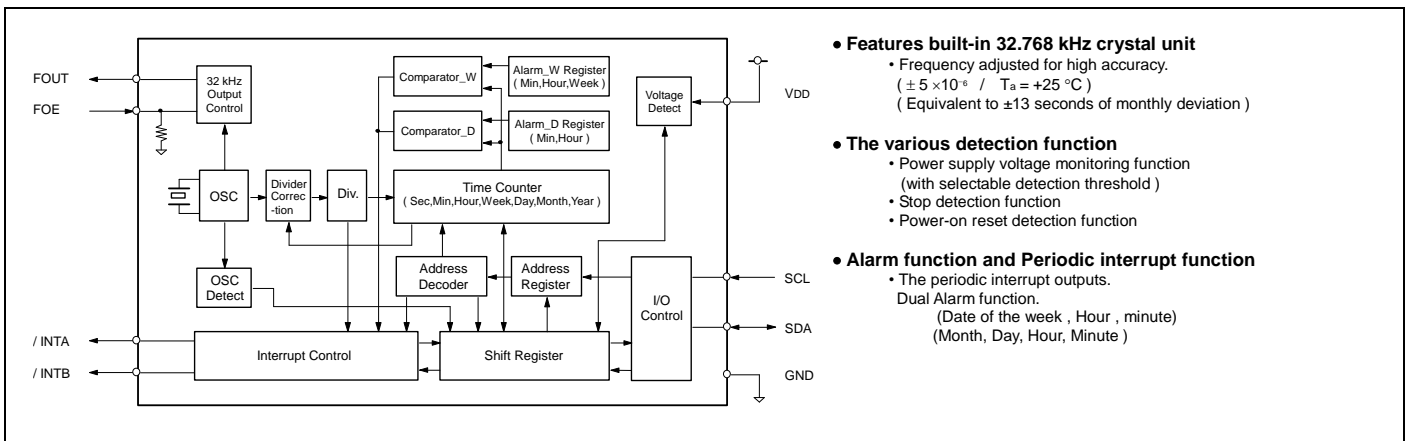 FOUT
FOE
/ INTA
/ INTB
32 kHz
Output
Control
Comparator_W
Alarm_W Register
( Min,Hour,Week )
Comparator_D
Alarm_D Register
( Min,Hour )
Voltage
Detect
OSC
Divider
Correc
-tion
Div.
Time Counter
( Sec,Min,Hour,Week,Day,Month,Year )
OSC
Detect
Address
Decoder
Address
Register
I/O
Control
Interrupt Control
Shift Register
VDD
SCL
SDA
GND
• Features built-in 32.768 kHz crystal unit
• Frequency adjusted for high accuracy.
( ± 5 ×10⁻⁶ / Ta = +25 °C )
( Equivalent to ±13 seconds of monthly deviation )
• The various detection function
• Power supply voltage monitoring function
(with selectable detection threshold )
• Stop detection function
• Power-on reset detection function
• Alarm function and Periodic interrupt function
• The periodic interrupt outputs.
Dual Alarm function.
(Date of the week , Hour , minute)
(Month, Day, Hour, Minute )